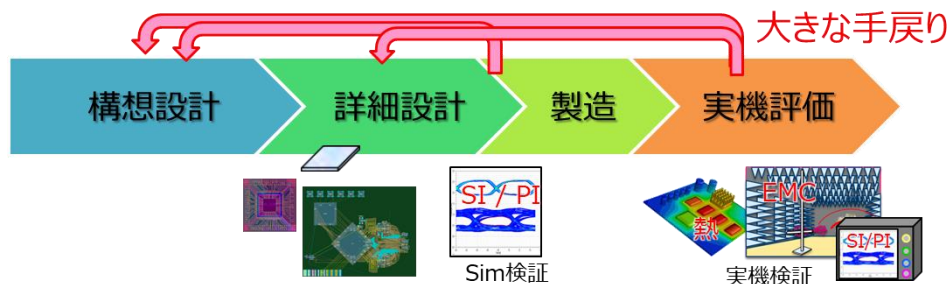 大きな手戻り
構想設計
詳細設計
製造
実機評価
SI/PI
Sim検証
熱
EMC
SI/PI
実機検証